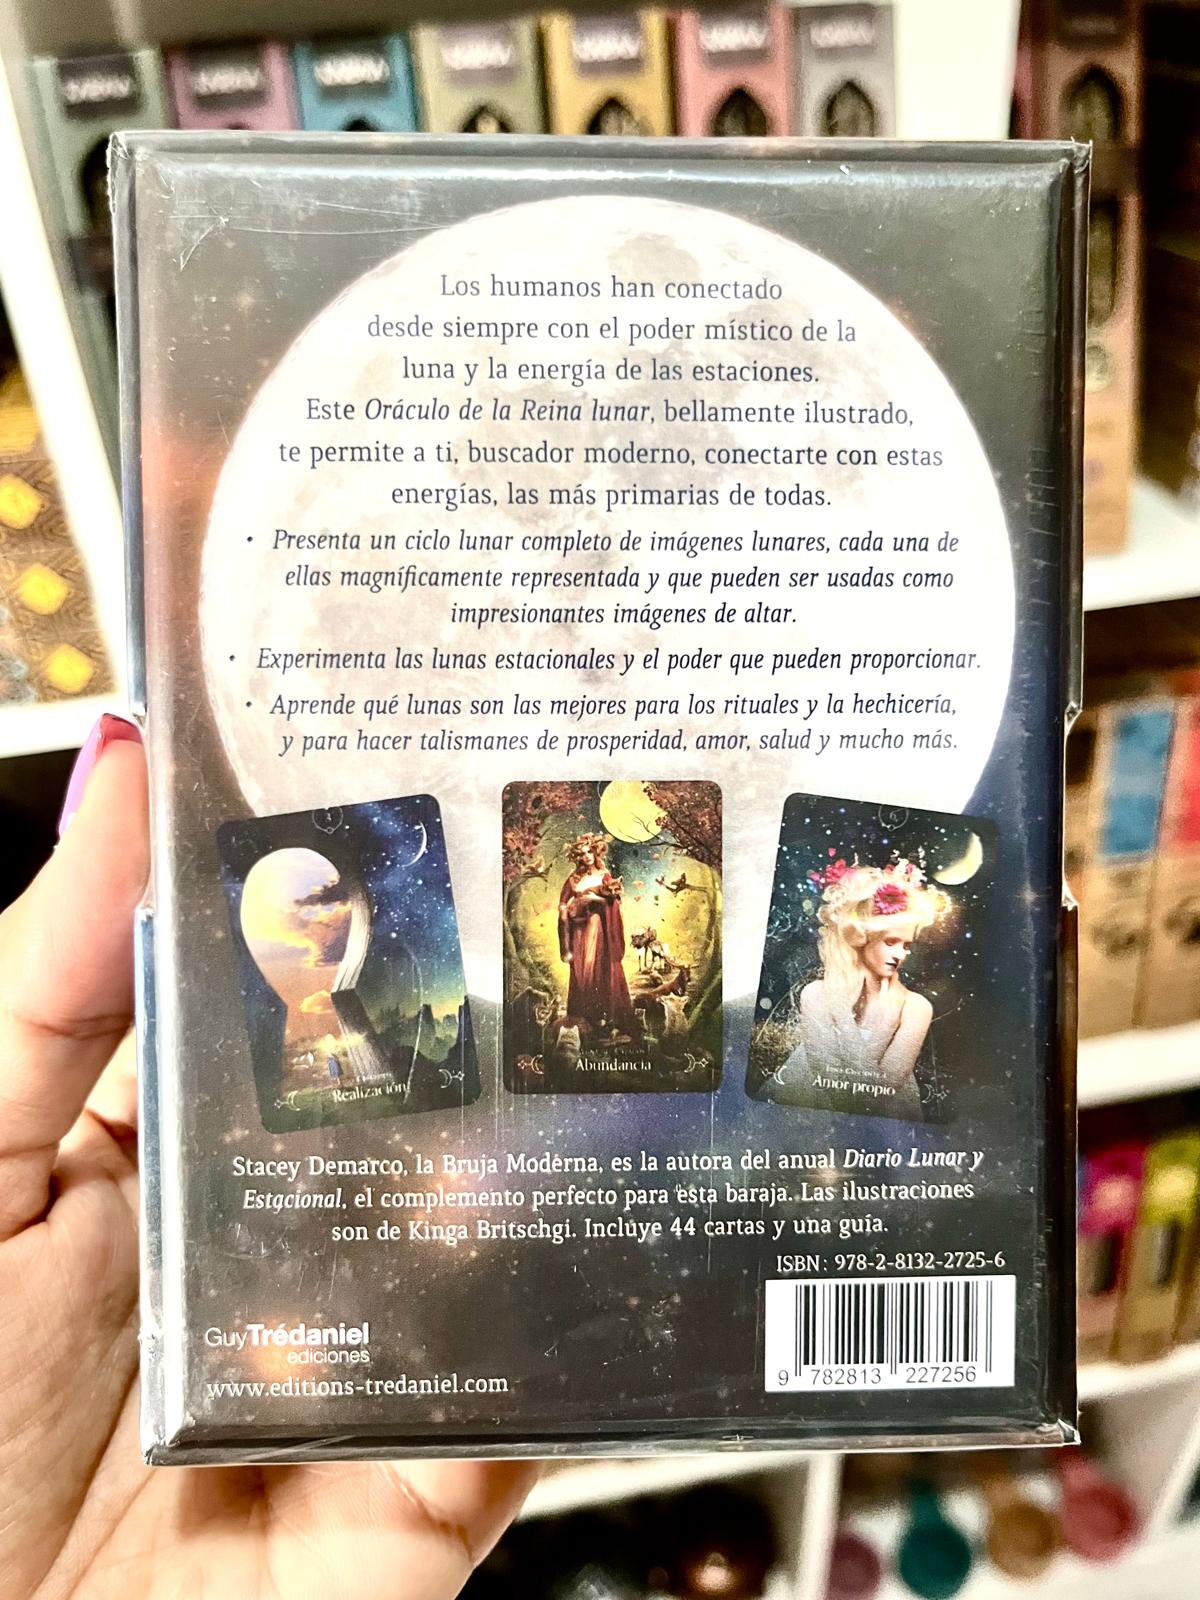 Los humanos han conectado
desde siempre con el poder místico de la
luna y la energía de las estaciones.
Este Oráculo de la Reina lunar, bellamente ilustrado,
te permite a ti, buscador moderno, conectarte con estas
energías, las más primarias de todas.
• Presenta un ciclo lunar completo de imágenes lunares, cada una de
ellas magníficamente representada y que pueden ser usadas como
impresionantes imágenes de altar.
• Experimenta las lunas estacionales y el poder que pueden proporcionar.
• Aprende qué lunas son las mejores para los rituales y la hechicería,
y para hacer talismanes de prosperidad, amor, salud y mucho más.
Realización
Abundancia
Amor propio
Stacey Demarco, la Bruja Moderna, es la autora del anual Diario Lunar y
Estacional, el complemento perfecto para esta baraja. Las ilustraciones
son de Kinga Britschgi. Incluye 44 cartas y una guía.
ISBN: 978-2-8132-2725-6
GuyTrédaniel
ediciones
www.editions-tredaniel.com
9 782813 227256